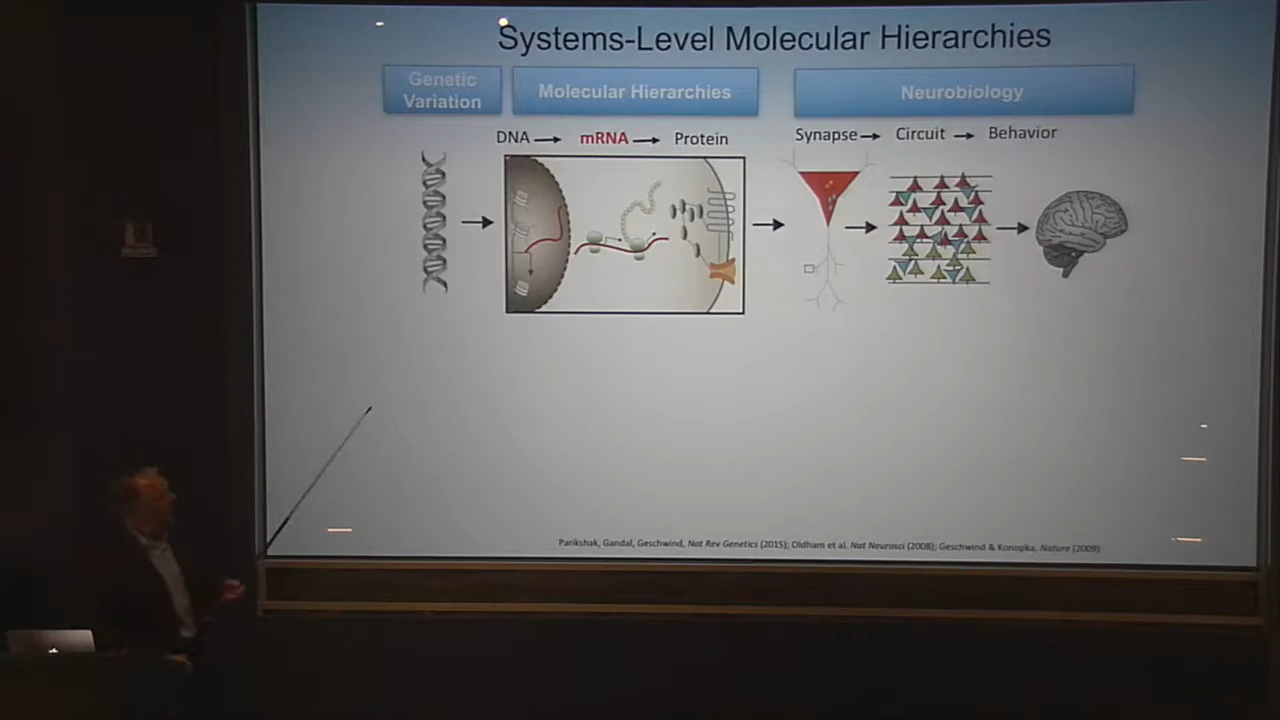 Systems-Level Molecular Hierarchies
Genetic
Variation
Molecular Hierarchies
Neurobiology
DNA → mRNA → Protein
Synapse → Circuit → Behavior
Parikshak, Gandal, Geschwind, Nat Rev Genetics (2015); Oldham et al. Nat Neurosci (2008); Geschwind & Konopka, Nature (2009)